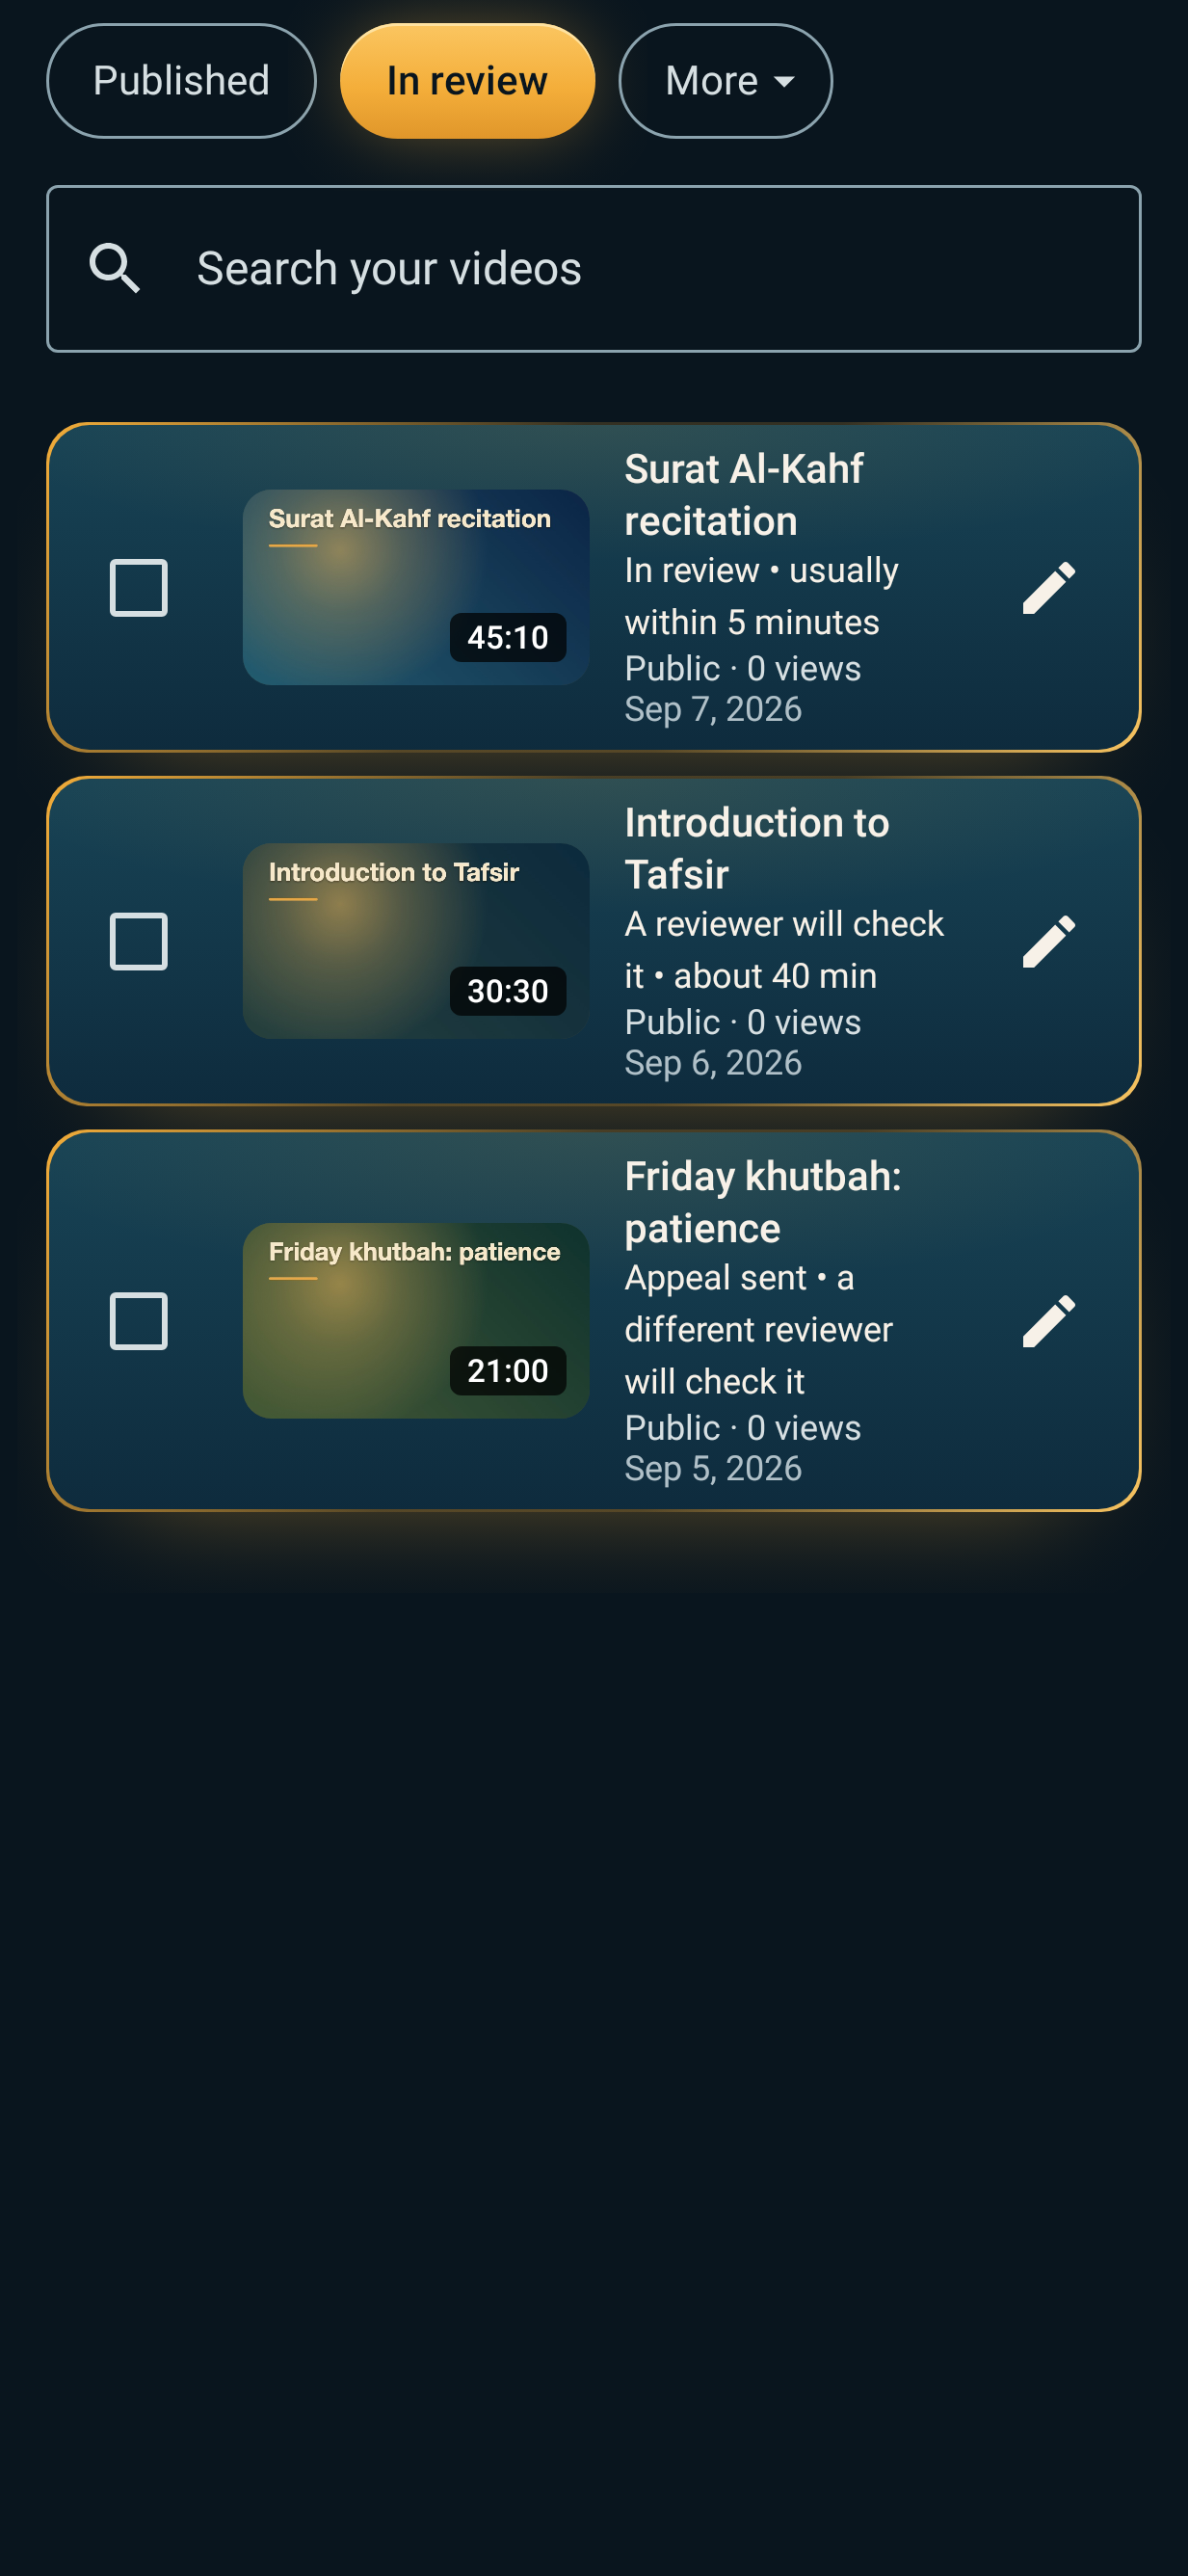 Published
In review
More
Search your videos
Surat Al-Kahf recitation
45:10
Surat Al-Kahf
recitation
In review • usually
within 5 minutes
Public · 0 views
Sep 7, 2026
Introduction to Tafsir
30:30
Introduction to
Tafsir
A reviewer will check
it • about 40 min
Public · 0 views
Sep 6, 2026
Friday khutbah: patience
21:00
Friday khutbah:
patience
Appeal sent • a
different reviewer
will check it
Public · 0 views
Sep 5, 2026